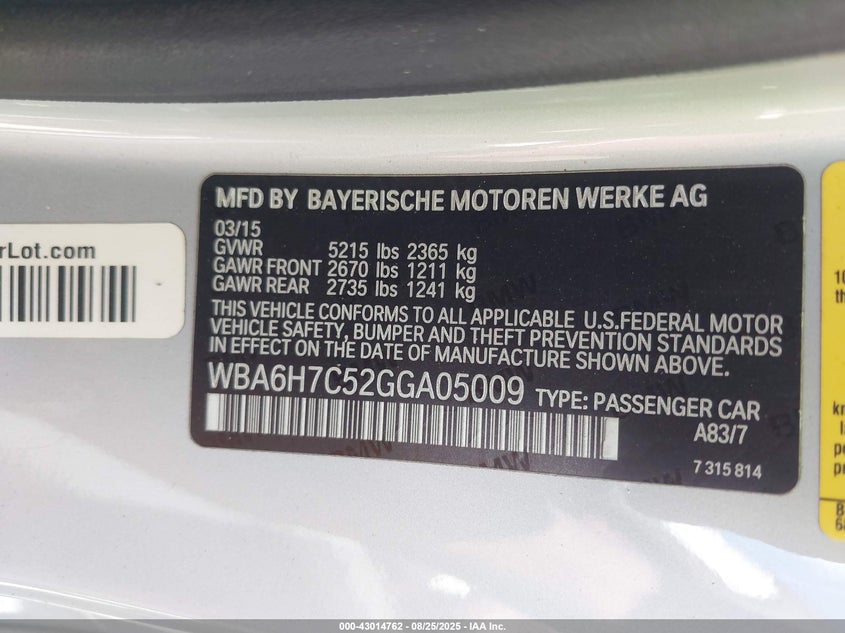 MFD BY BAYERISCHE MOTOREN WERKE AG
03/15
GVWR 5215 lbs 2365 kg
GAWR FRONT 2670 lbs 1211 kg
GAWR REAR 2735 lbs 1241 kg
THIS VEHICLE CONFORMS TO ALL APPLICABLE U.S.FEDERAL MOTOR
VEHICLE SAFETY, BUMPER AND THEFT PREVENTION STANDARDS
IN EFFECT ON THE DATE OF MANUFACTURE SHOWN ABOVE.
WBA6H7C52GGA05009 TYPE: PASSENGER CAR
A83/7
7 315 814
rLot.com
000-43014762 - 08/25/2025 - IAA Inc.